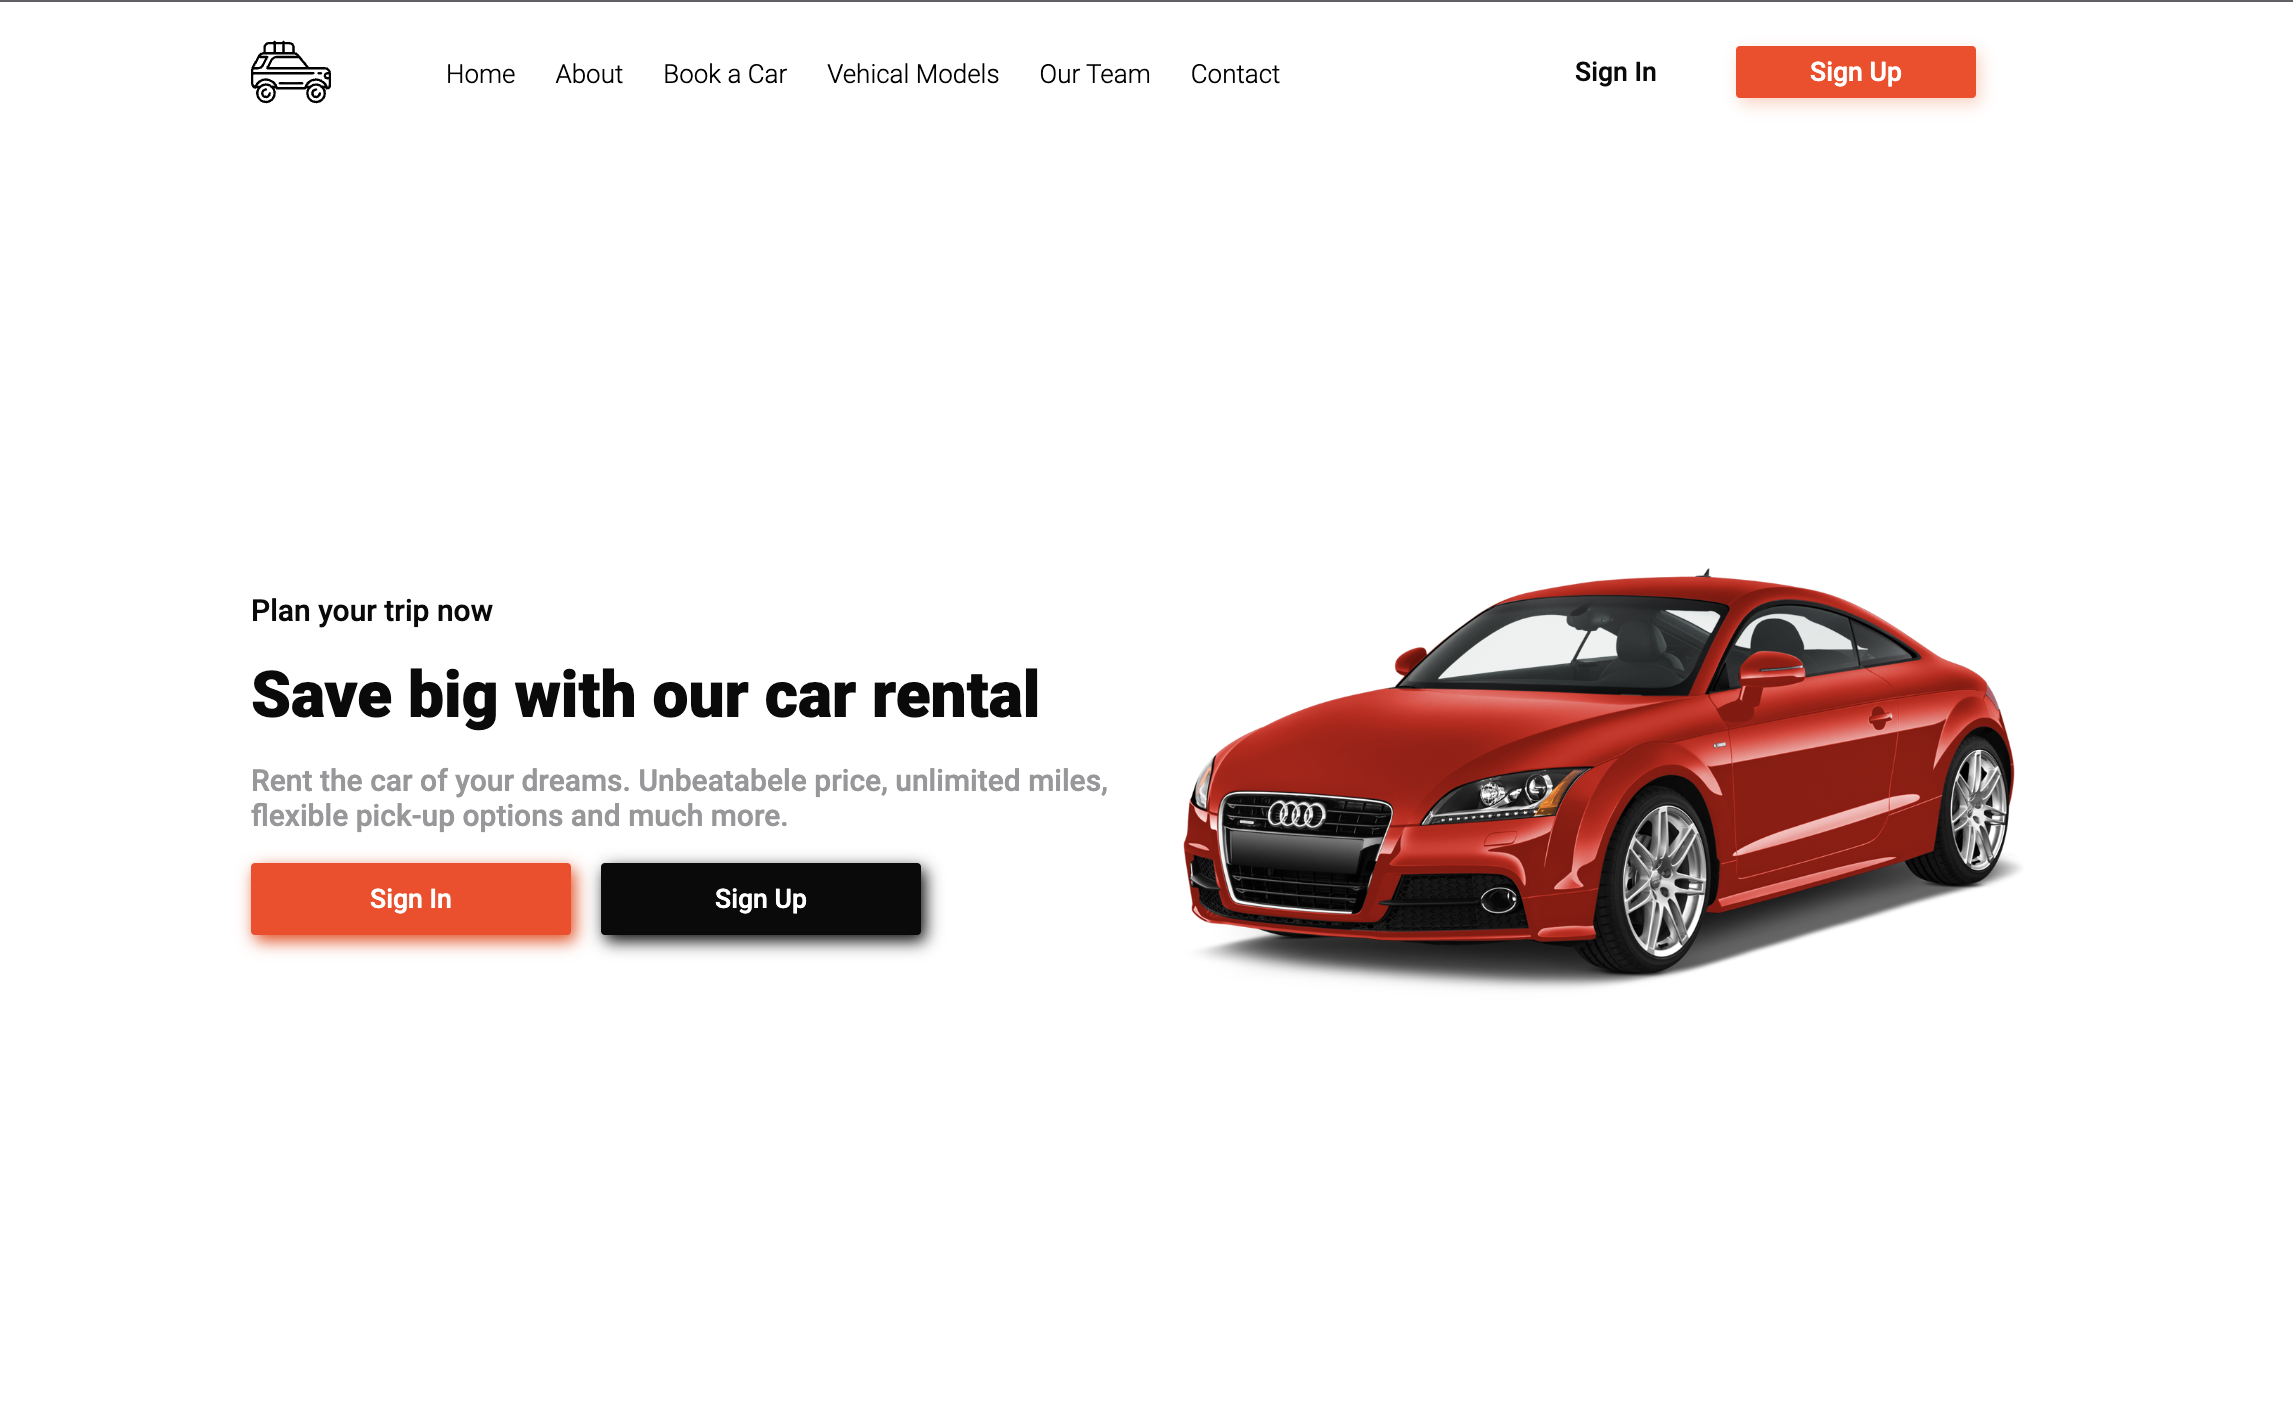 Home About Book a Car Vehical Models Our Team Contact Sign In Sign Up
Plan your trip now
Save big with our car rental
Rent the car of your dreams. Unbeatabele price, unlimited miles,
flexible pick-up options and much more.
Sign In Sign Up